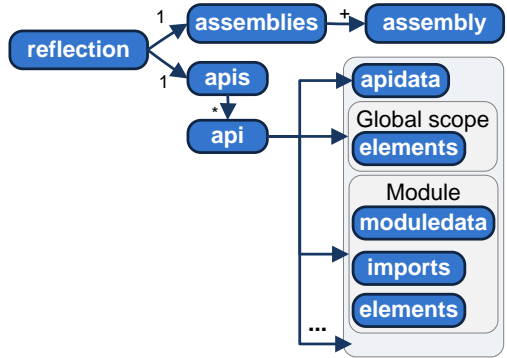 reflection
1
assemblies
+
assembly
1
apis
*
api
apidata
Global scope
elements
Module
moduledata
imports
elements
...